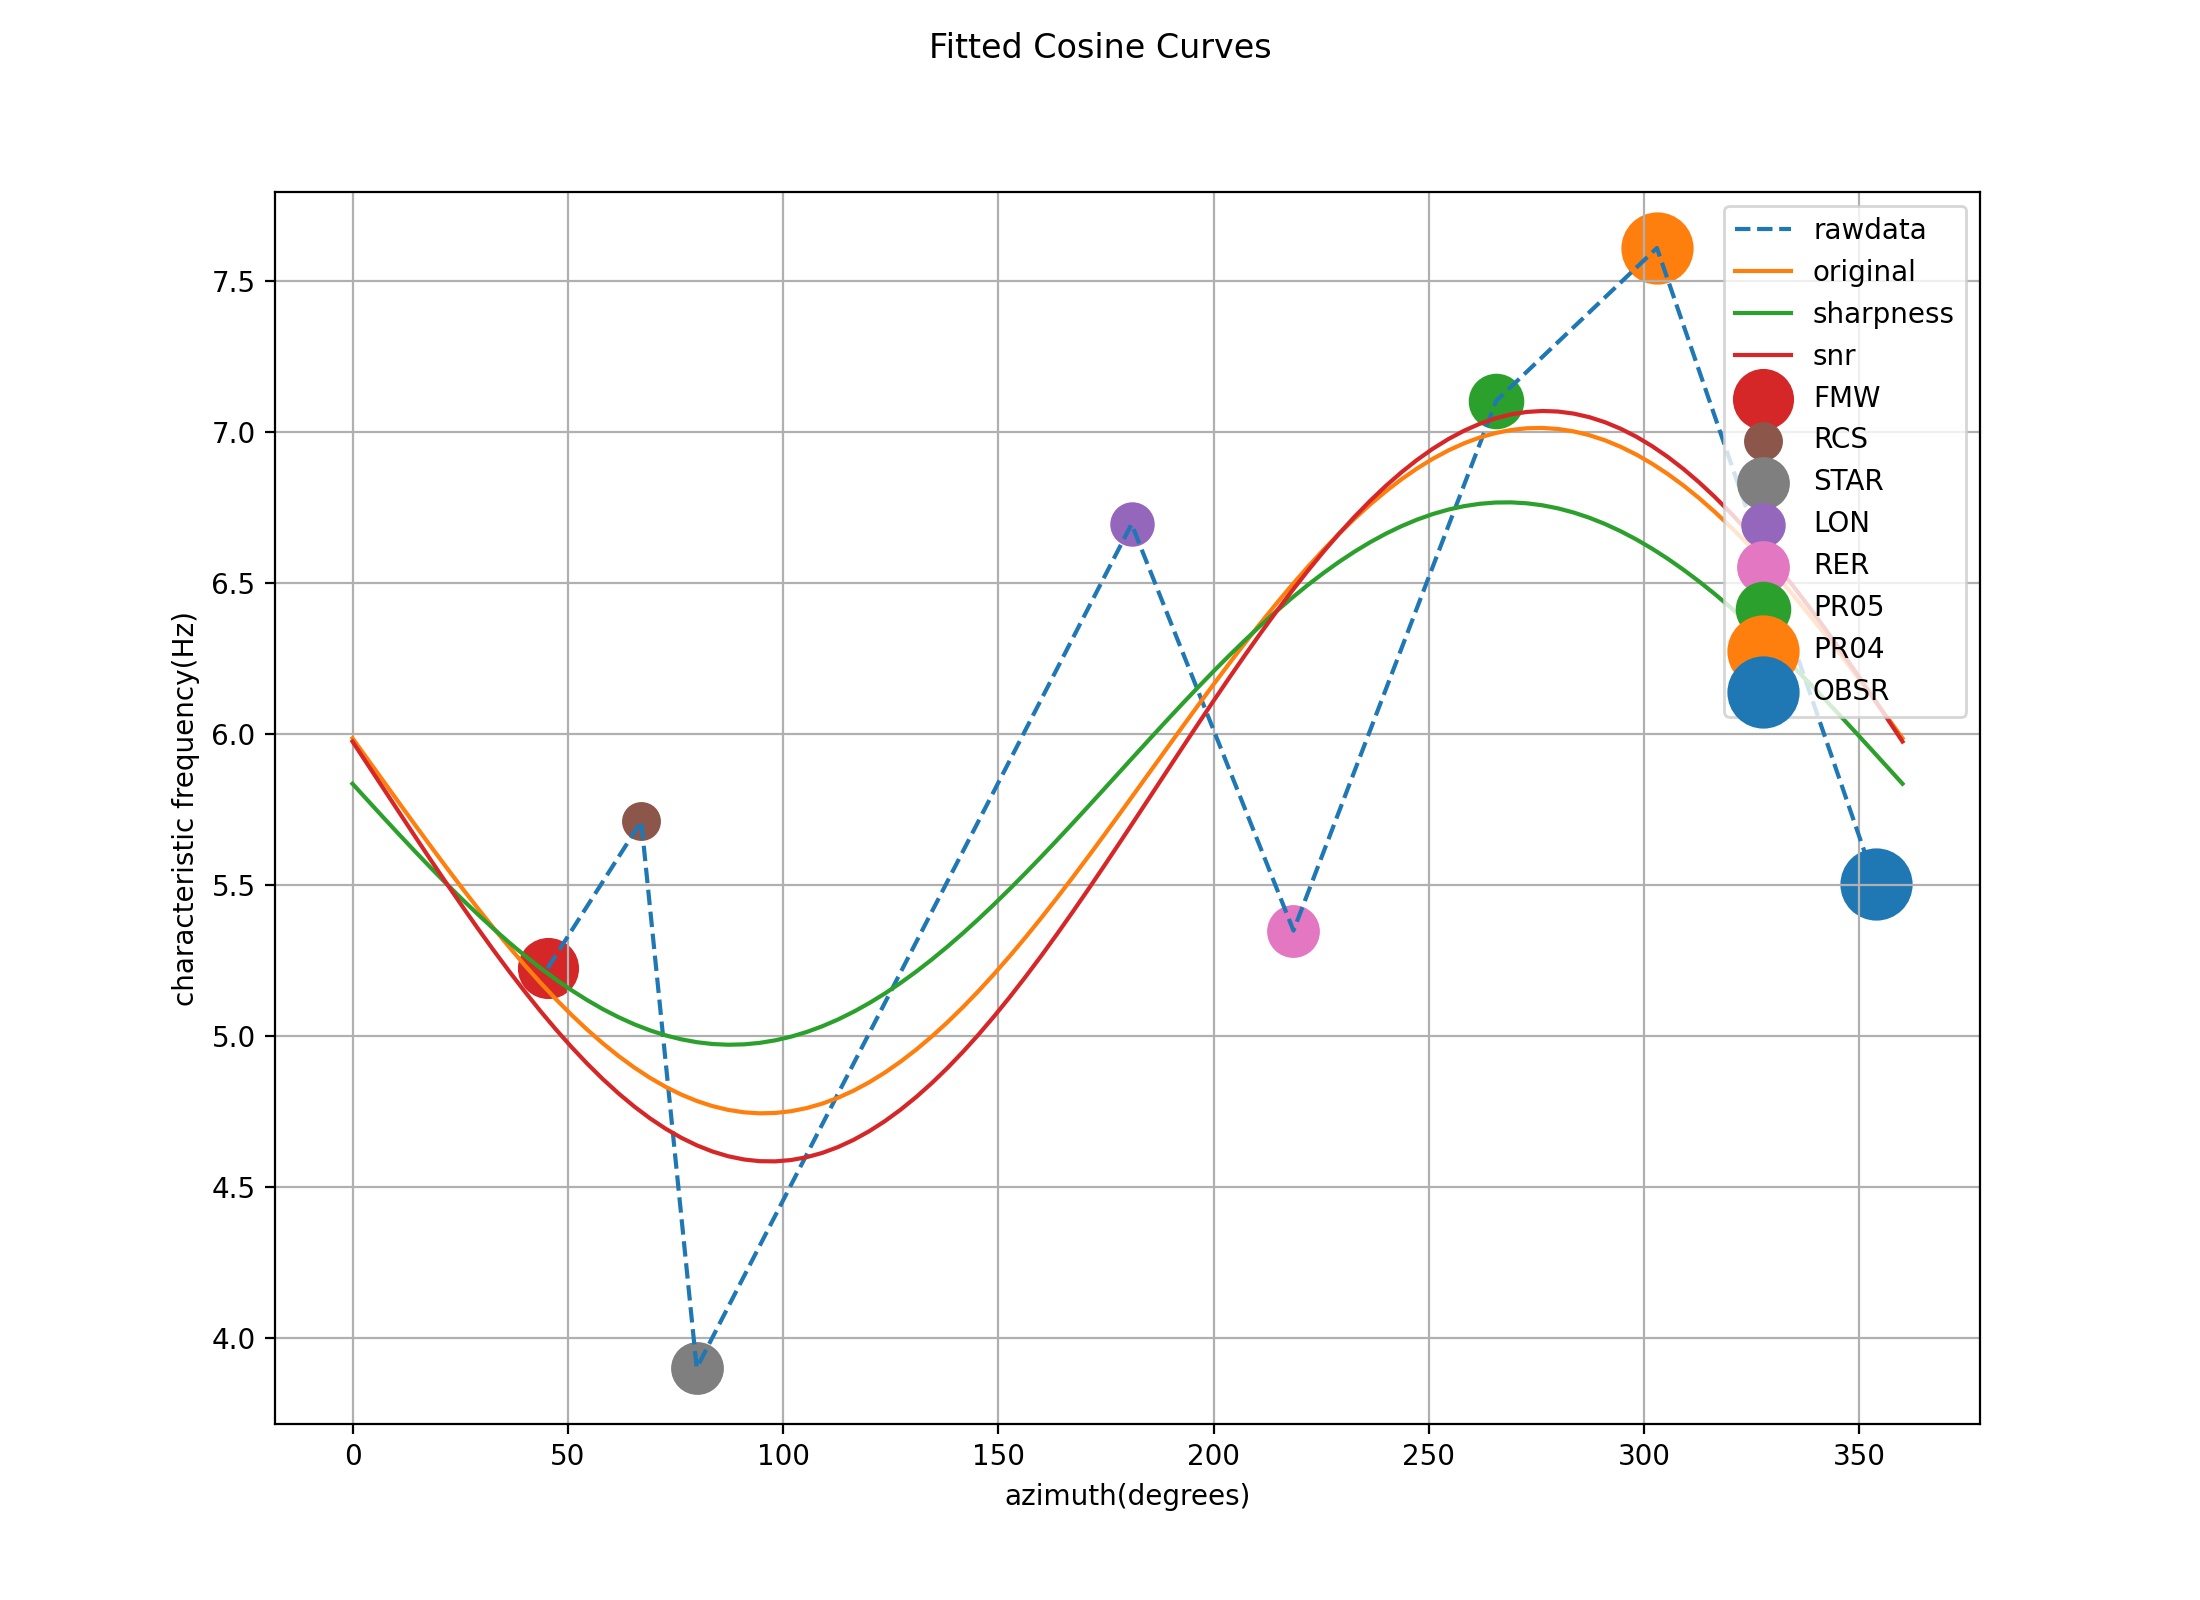 Fitted Cosine Curves
7.5
7.0
6.5
6.0
5.5
5.0
4.5
4.0
characteristic frequency(Hz)
rawdata
original
sharpness
snr
FMW
RCS
STAR
LON
RER
PR05
PR04
OBSR
0 50 100 150 200 250 300 350
azimuth(degrees)